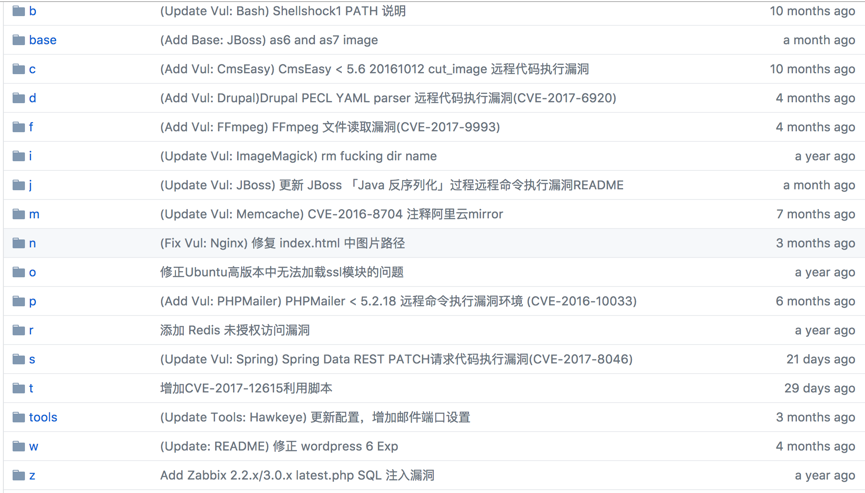 b (Update Vul: Bash) Shellshock1 PATH 说明 10 months ago
base (Add Base: JBoss) as6 and as7 image a month ago
c (Add Vul: CmsEasy) CmsEasy < 5.6 20161012 cut_image 远程代码执行漏洞 10 months ago
d (Add Vul: Drupal)Drupal PECL YAML parser 远程代码执行漏洞(CVE-2017-6920) 4 months ago
f (Add Vul: FFmpeg) FFmpeg 文件读取漏洞(CVE-2017-9993) 4 months ago
i (Update Vul: ImageMagick) rm fucking dir name a year ago
j (Update Vul: JBoss) 更新 JBoss 「Java 反序列化」过程远程命令执行漏洞README a month ago
m (Update Vul: Memcache) CVE-2016-8704 注释阿里云mirror 7 months ago
n (Fix Vul: Nginx) 修复 index.html 中图片路径 3 months ago
o 修正Ubuntu高版本中无法加载ssl模块的问题 a year ago
p (Add Vul: PHPMailer) PHPMailer < 5.2.18 远程命令执行漏洞环境 (CVE-2016-10033) 6 months ago
r 添加 Redis 未授权访问漏洞 a year ago
s (Update Vul: Spring) Spring Data REST PATCH请求代码执行漏洞(CVE-2017-8046) 21 days ago
t 增加CVE-2017-12615利用脚本 29 days ago
tools (Update Tools: Hawkeye) 更新配置，增加邮件端口设置 3 months ago
w (Update: README) 修正 wordpress 6 Exp 4 months ago
z Add Zabbix 2.2.x/3.0.x latest.php SQL 注入漏洞 a year ago